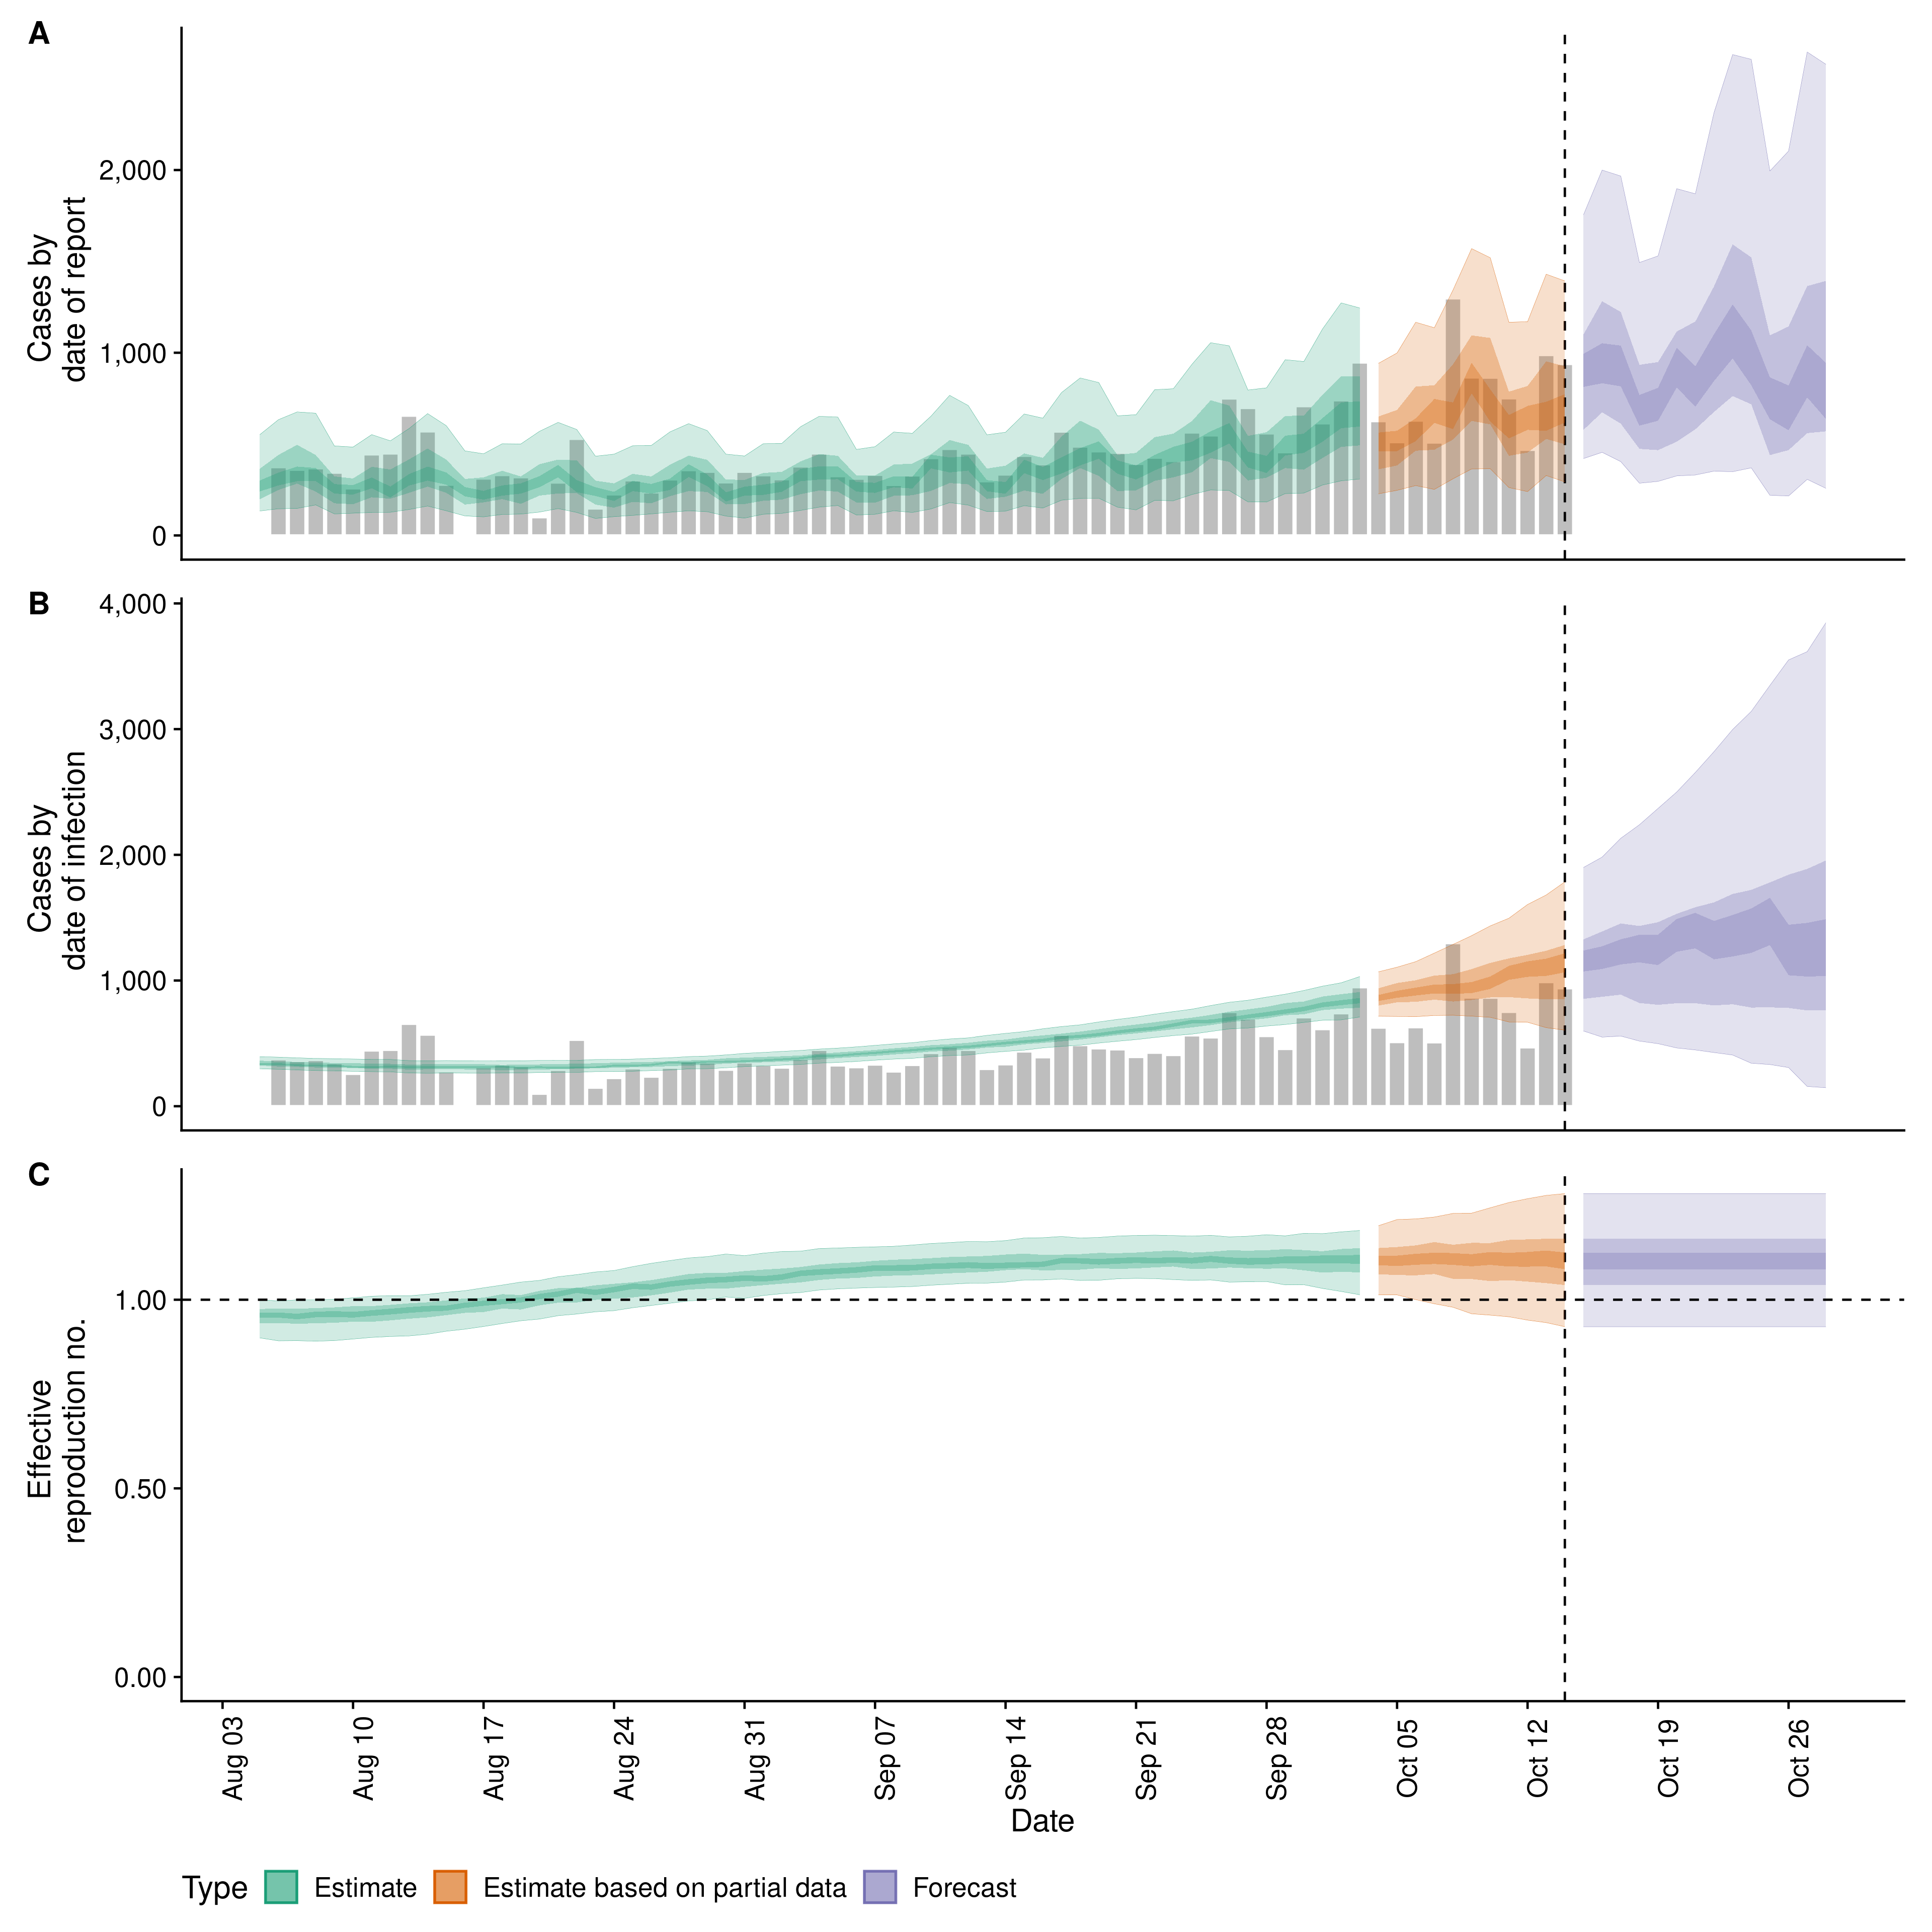 A
Cases by
date of report
2,000
1,000
0
B
Cases by
date of infection
4,000
3,000
2,000
1,000
0
C
Effective
reproduction no.
1.00
0.50
0.00
Aug 03
Aug 10
Aug 17
Aug 24
Aug 31
Sep 07
Sep 14
Sep 21
Sep 28
Oct 05
Oct 12
Oct 19
Oct 26
Date
Type Estimate Estimate based on partial data Forecast